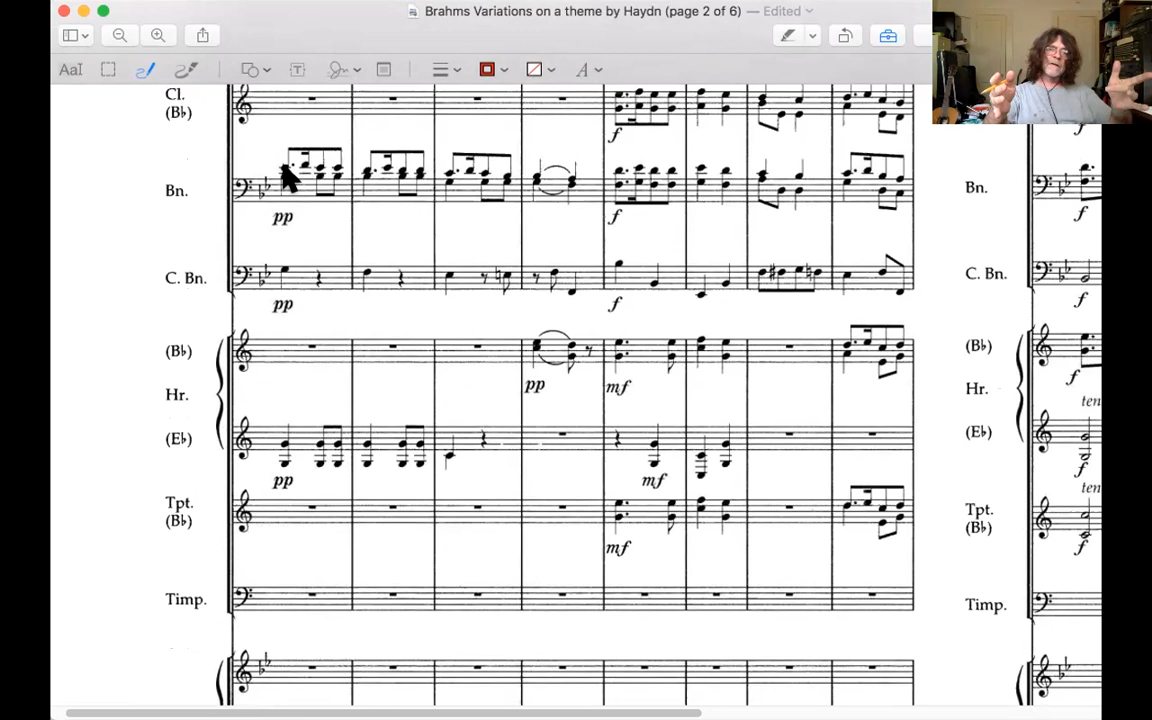 Brahms Variations on a theme by Haydn (page 2 of 6) — Edited
AaI
T
A
Cl.
(B♭)
f
f
Bn.
Bn.
pp
f
f
C. Bn.
C. Bn.
pp
f
f
(B♭)
(B♭)
Hr.
Hr.
pp
mf
f
ten
(E♭)
(E♭)
pp
mf
f
ten
Tpt.
(B♭)
Tpt.
(B♭)
mf
f
Timp.
Timp.